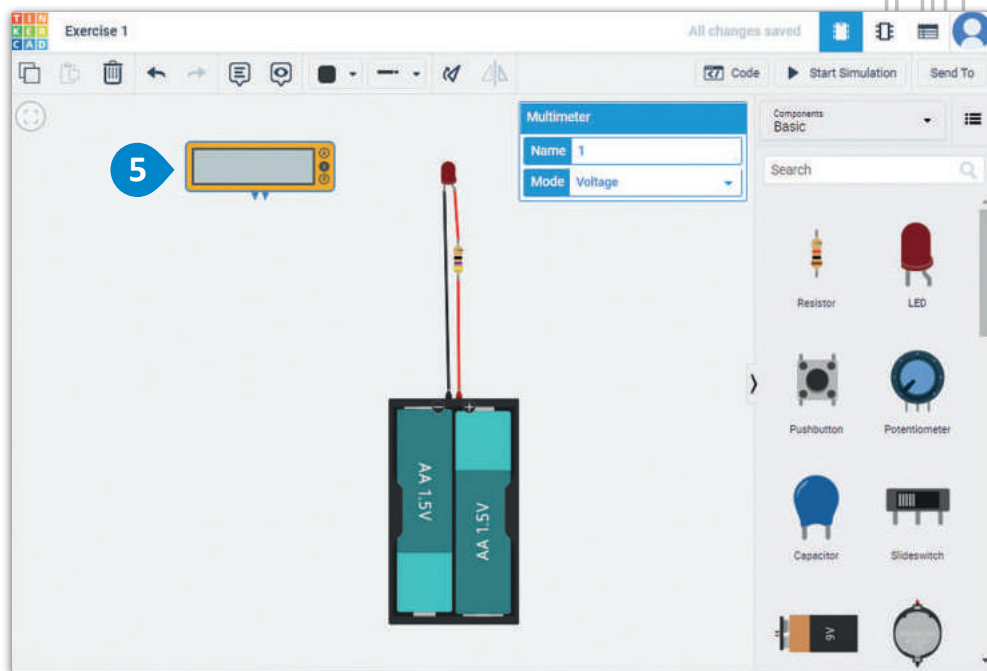 TIN
KER
CAD
Exercise 1
All changes saved
Code
Start Simulation
Send To
5
Multimeter
Name 1
Mode Voltage
Components
Basic
Search
Resistor
LED
Pushbutton
Potentiometer
Capacitor
Slideswitch
AA 1.5V
AA 1.5V
9V